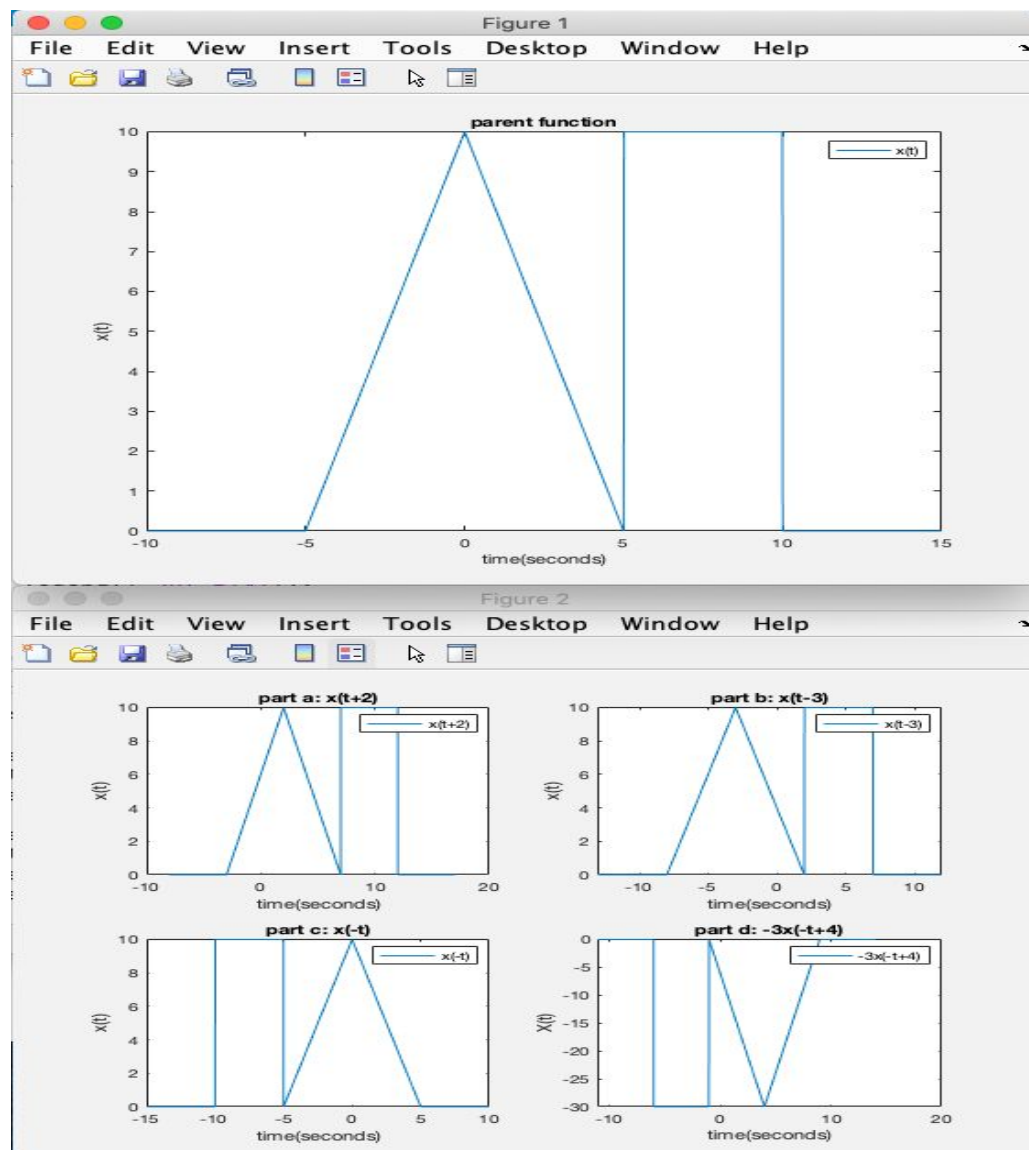 Figure 1
File Edit View Insert Tools Desktop Window Help
parent function
10
9
8
7
6
5
4
3
2
1
0
x(t)
x(t)
-10 -5 0 5 10 15
time(seconds)
Figure 2
File Edit View Insert Tools Desktop Window Help
part a: x(t+2)
10
8
6
4
2
0
x(t)
x(t+2)
-10 0 10 20
time(seconds)
part b: x(t-3)
10
8
6
4
2
0
x(t)
x(t-3)
-10 -5 0 5 10
time(seconds)
part c: x(-t)
10
8
6
4
2
0
x(t)
x(-t)
-15 -10 -5 0 5 10
time(seconds)
part d: -3x(-t+4)
0
-5
-10
-15
-20
-25
-30
X(t)
-3x(-t+4)
-10 0 10 20
time(seconds)